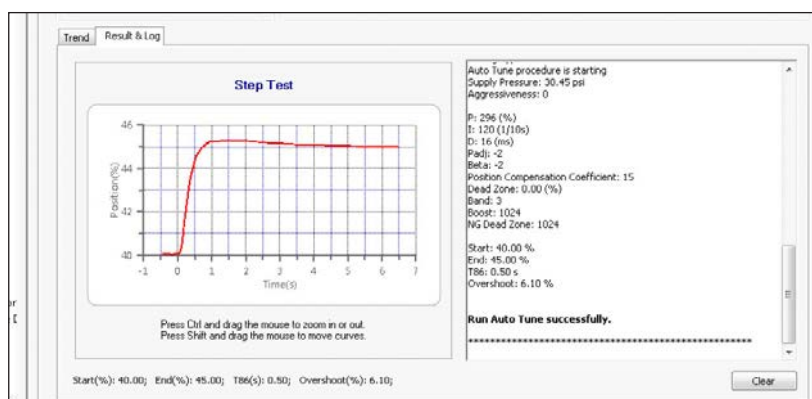 Trend
Result & Log
Step Test
46
44
42
40
Position(%)
-1 0 1 2 3 4 5 6 7
Time(s)
Press Ctrl and drag the mouse to zoom in or out.
Press Shift and drag the mouse to move curves.
Start(%): 40.00; End(%): 45.00; T86(s): 0.50; Overshoot(%): 6.10;
Auto Tune procedure is starting
Supply Pressure: 30.45 psi
Aggressiveness: 0
P: 296 (%)
I: 120 (1/10s)
D: 16 (ms)
Padj: -2
Beta: -2
Position Compensation Coefficient: 15
Dead Zone: 0.00 (%)
Band: 3
Boost: 1024
NG Dead Zone: 1024
Start: 40.00 %
End: 45.00 %
T86: 0.50 s
Overshoot: 6.10 %
Run Auto Tune successfully.
Clear